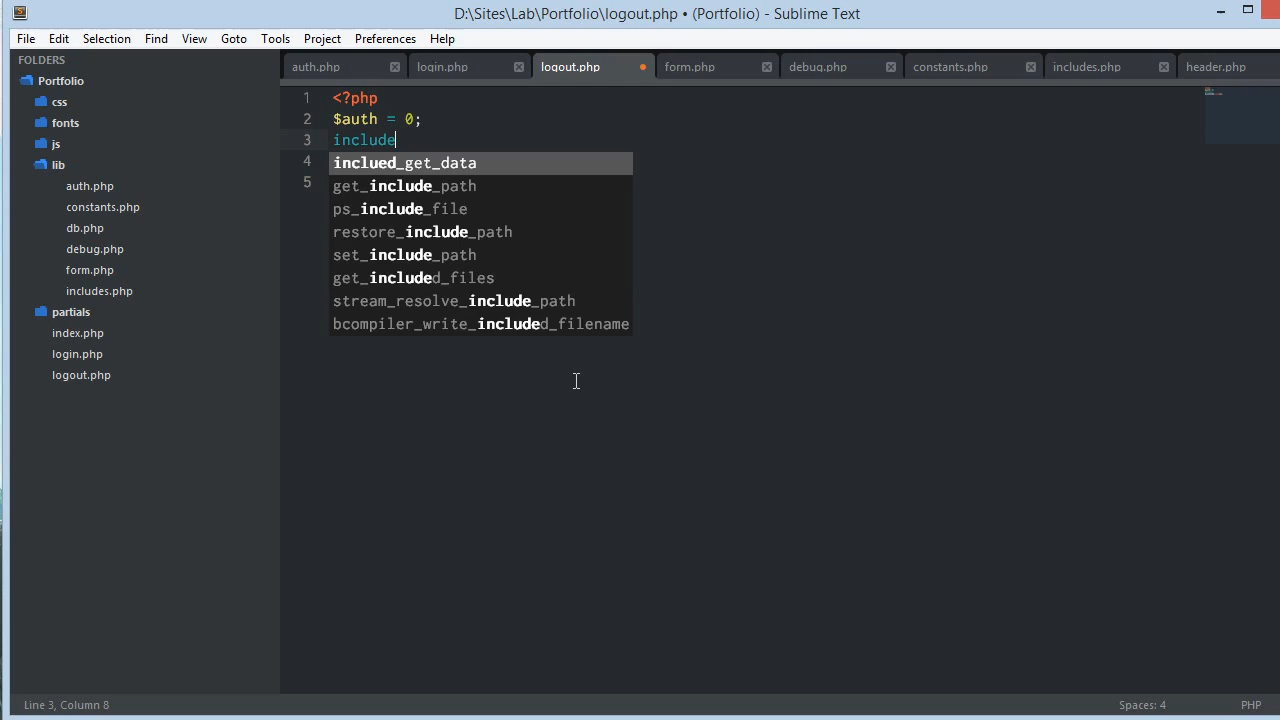 D:\Sites\Lab\Portfolio\logout.php • (Portfolio) - Sublime Text
File Edit Selection Find View Goto Tools Project Preferences Help
FOLDERS
Portfolio
css
fonts
js
lib
auth.php
constants.php
db.php
debug.php
form.php
includes.php
partials
index.php
login.php
logout.php
auth.php login.php logout.php form.php debug.php constants.php includes.php header.php
1 <?php
2 $auth = 0;
3 include
4
5
inclued_get_data
get_include_path
ps_include_file
restore_include_path
set_include_path
get_included_files
stream_resolve_include_path
bcompiler_write_included_filename
Line 3, Column 8 Spaces: 4 PHP